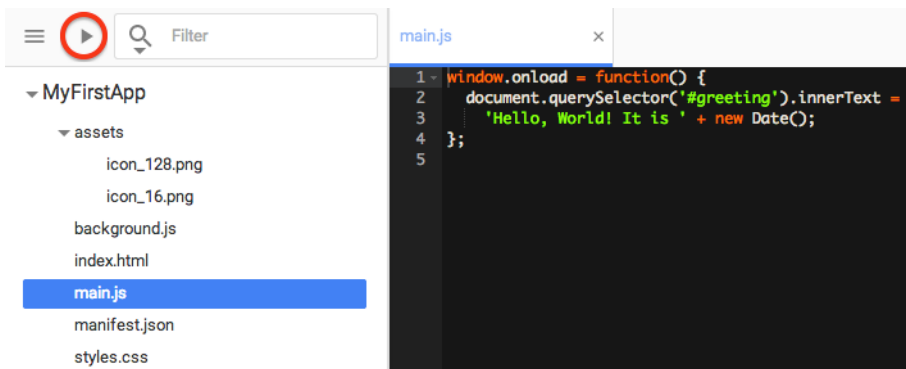 Filter
MyFirstApp
assets
icon_128.png
icon_16.png
background.js
index.html
main.js
manifest.json
styles.css
main.js ×
1 window.onload = function() {
2 document.querySelector('#greeting').innerText =
3 'Hello, World! It is ' + new Date();
4 };
5